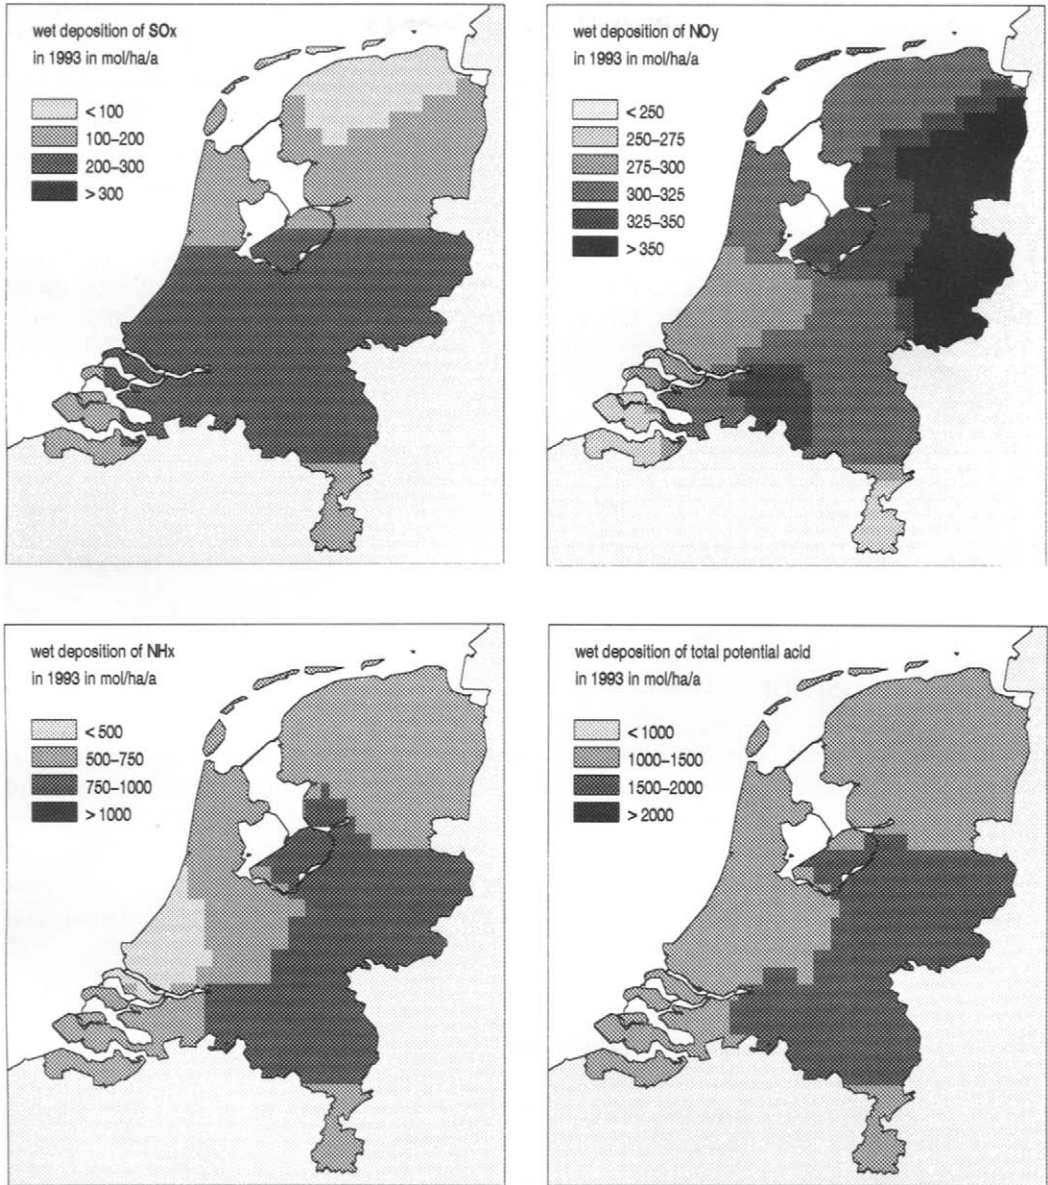 wet deposition of SOx
in 1993 in mol/ha/a
< 100
100–200
200–300
> 300
wet deposition of NOy
in 1993 in mol/ha/a
< 250
250–275
275–300
300–325
325–350
> 350
wet deposition of NHx
in 1993 in mol/ha/a
< 500
500–750
750–1000
> 1000
wet deposition of total potential acid
in 1993 in mol/ha/a
< 1000
1000–1500
1500–2000
> 2000